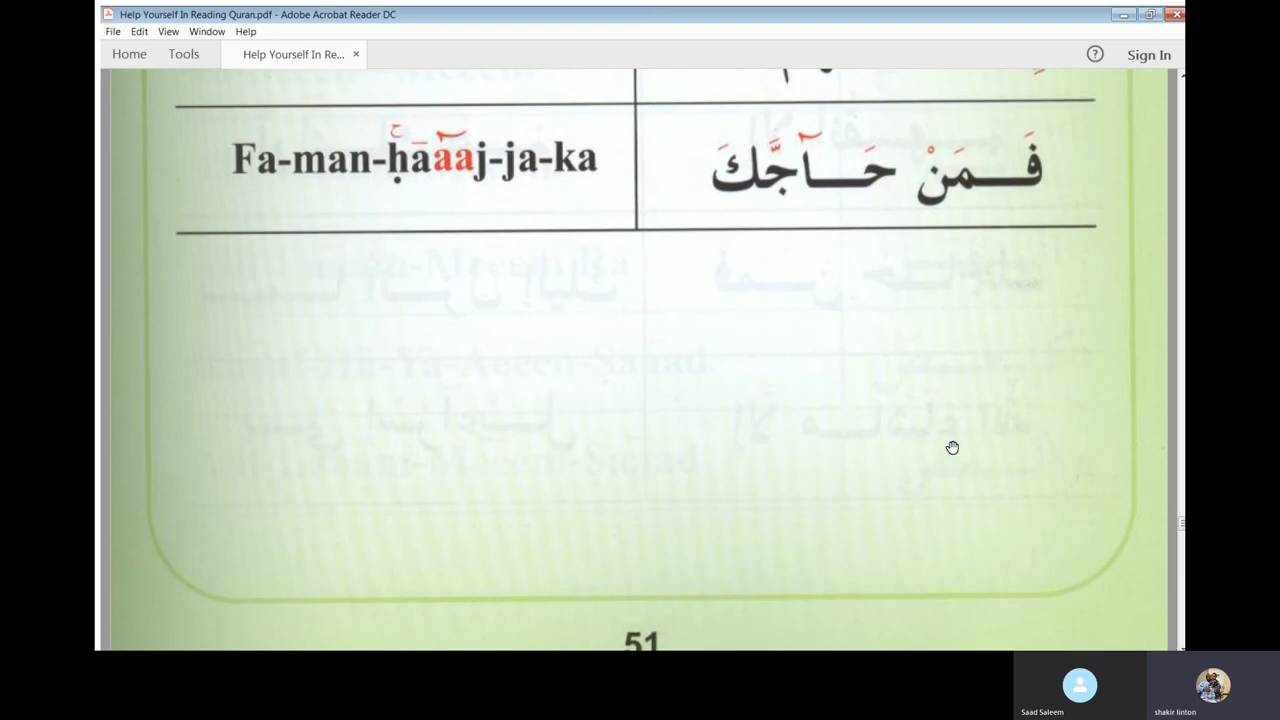 Help Yourself In Reading Quran.pdf - Adobe Acrobat Reader DC
File Edit View Window Help
Home Tools Help Yourself In Re... × ? Sign In
Fa-man-ḥāaaj-ja-ka فَمَنْ حَآجَّكَ
ح
51
Saad Saleem shakir linton